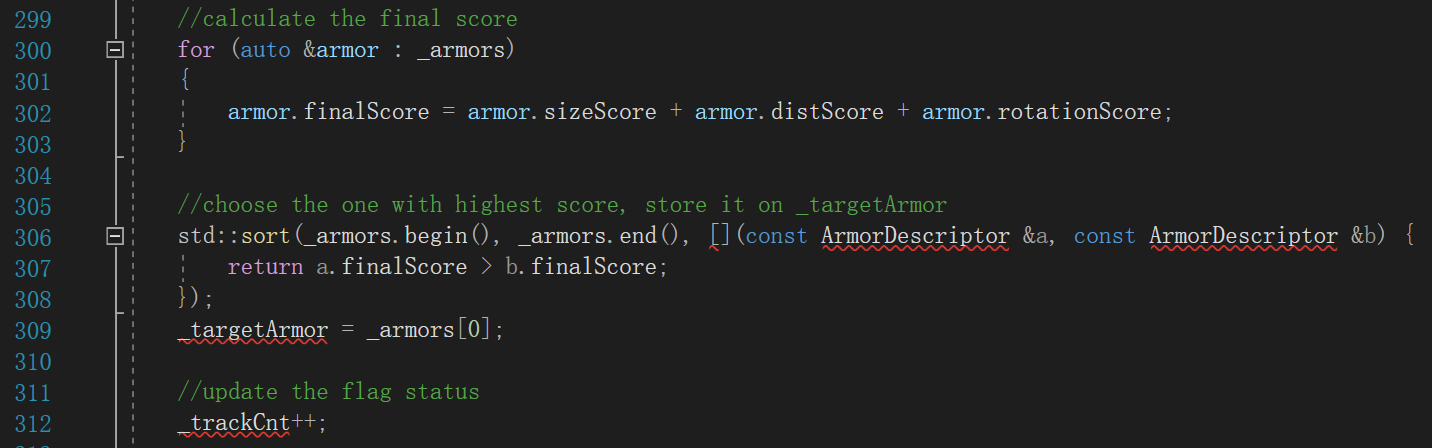 299 //calculate the final score
300 for (auto &armor : _armors)
301 {
302 armor.finalScore = armor.sizeScore + armor.distScore + armor.rotationScore;
303 }
304
305 //choose the one with highest score, store it on _targetArmor
306 std::sort(_armors.begin(), _armors.end(), [](const ArmorDescriptor &a, const ArmorDescriptor &b) {
307 return a.finalScore > b.finalScore;
308 });
309 _targetArmor = _armors[0];
310
311 //update the flag status
312 _trackCnt++;